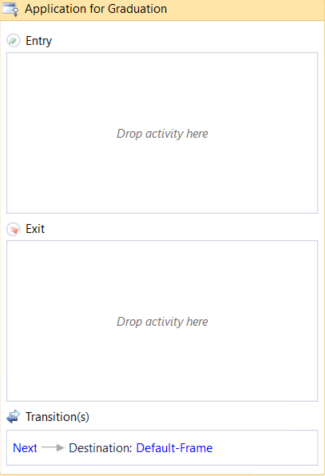 Application for Graduation
Entry
Drop activity here
Exit
Drop activity here
Transition(s)
Next Destination: Default-Frame